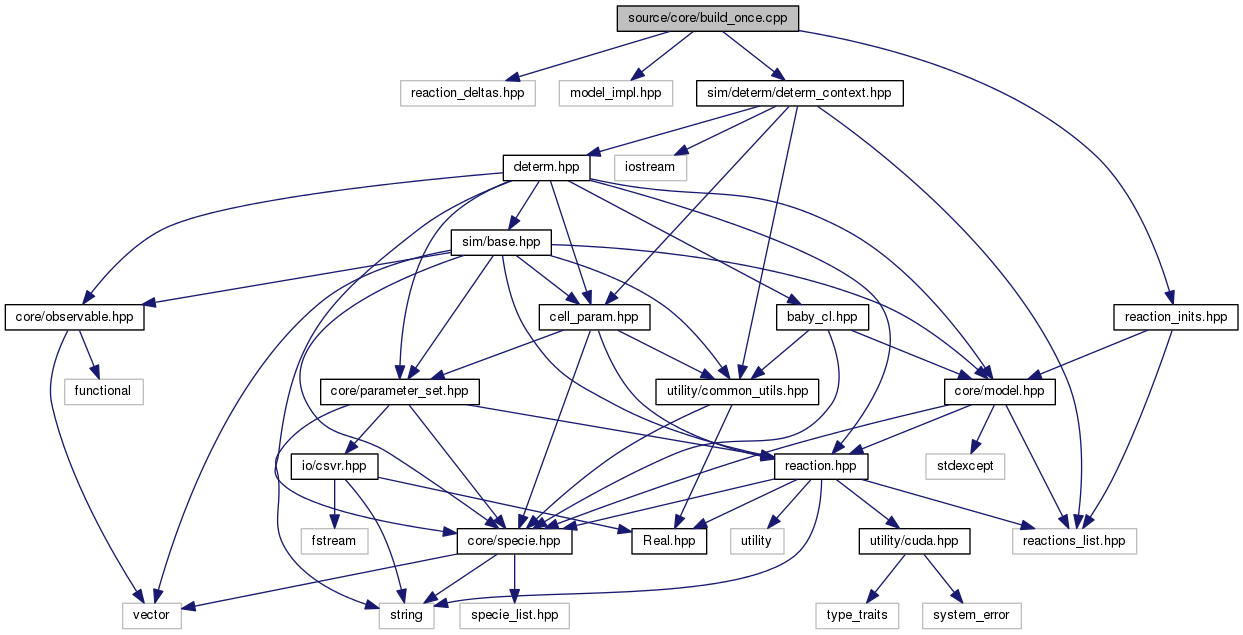 source/core/build_once.cpp
reaction_deltas.hpp
model_impl.hpp
sim/determ/determ_context.hpp
determ.hpp
iostream
sim/base.hpp
core/observable.hpp
cell_param.hpp
baby_cl.hpp
reaction_inits.hpp
functional
core/parameter_set.hpp
utility/common_utils.hpp
core/model.hpp
io/csvr.hpp
reaction.hpp
stdexcept
fstream
core/specie.hpp
Real.hpp
utility
utility/cuda.hpp
reactions_list.hpp
vector
string
specie_list.hpp
type_traits
system_error